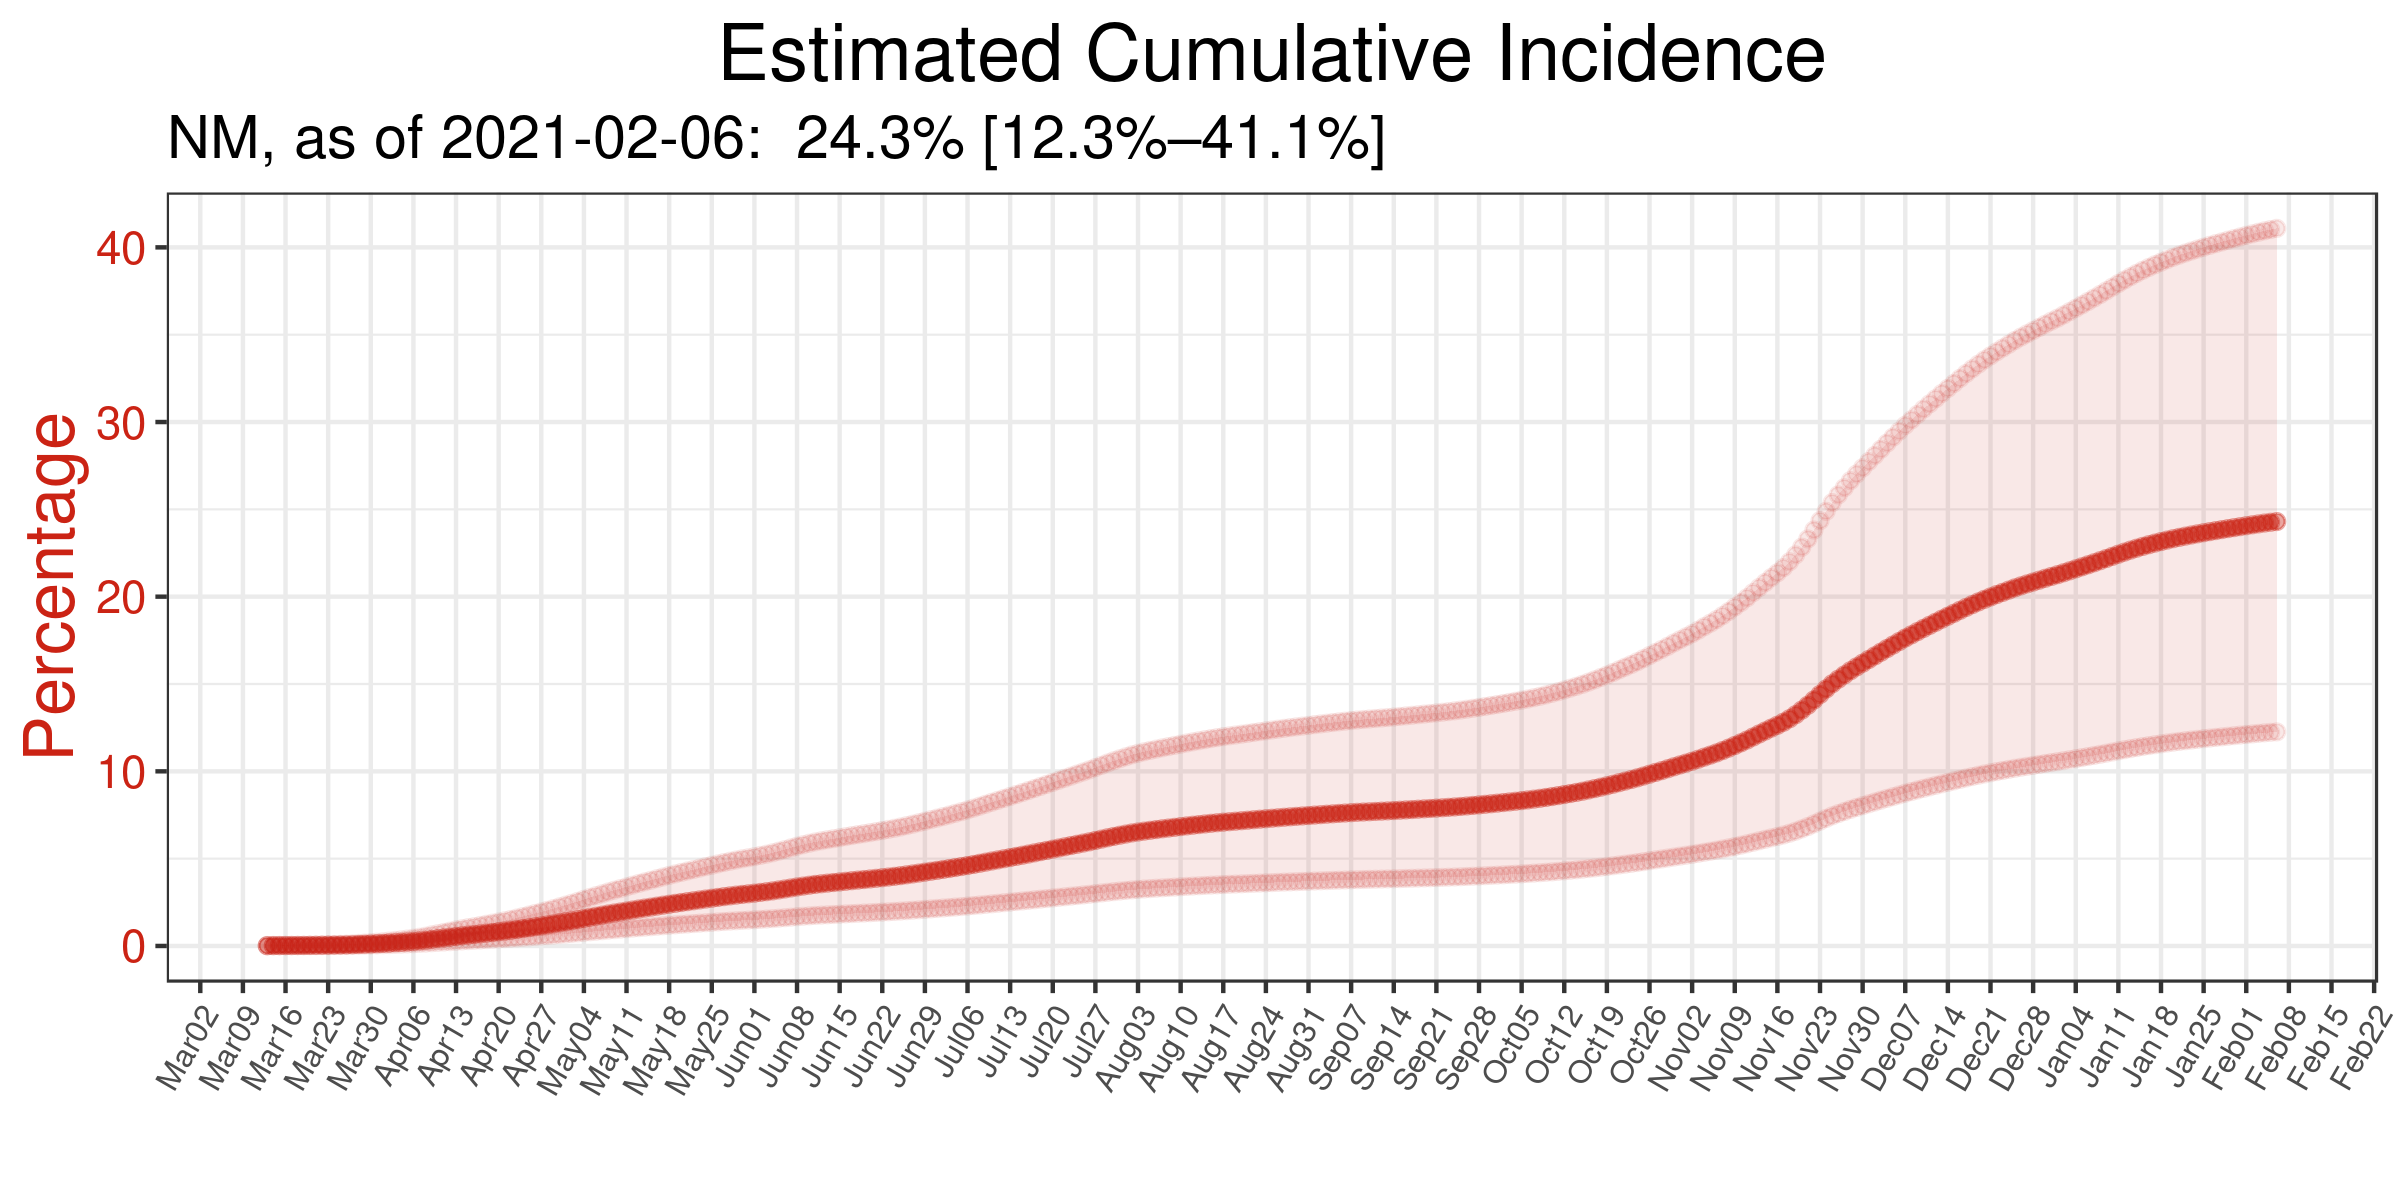 Estimated Cumulative Incidence
NM, as of 2021-02-06:  24.3% [12.3%–41.1%]
Percentage
40
30
20
10
0
Mar02
Mar09
Mar16
Mar23
Mar30
Apr06
Apr13
Apr20
Apr27
May04
May11
May18
May25
Jun01
Jun08
Jun15
Jun22
Jun29
Jul06
Jul13
Jul20
Jul27
Aug03
Aug10
Aug17
Aug24
Aug31
Sep07
Sep14
Sep21
Sep28
Oct05
Oct12
Oct19
Oct26
Nov02
Nov09
Nov16
Nov23
Nov30
Dec07
Dec14
Dec21
Dec28
Jan04
Jan11
Jan18
Jan25
Feb01
Feb08
Feb15
Feb22